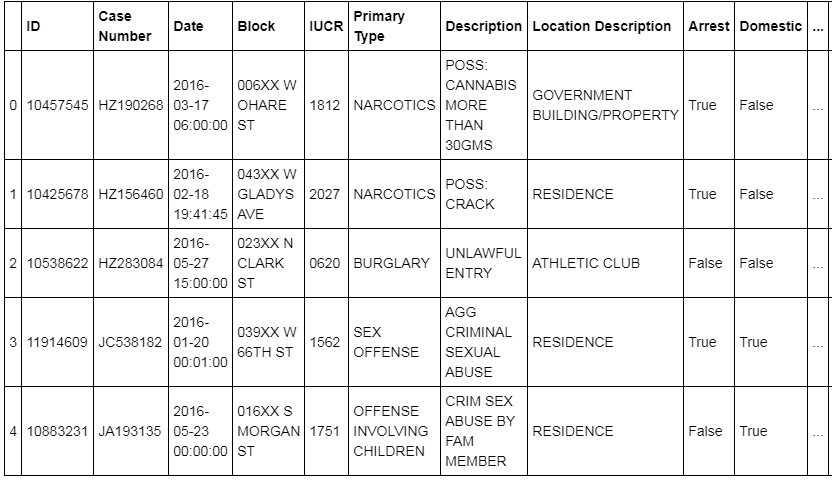 ID Case Number Date Block IUCR Primary Type Description Location Description Arrest Domestic ...
0 10457545 HZ190268 2016-03-17 06:00:00 006XX W OHARE ST 1812 NARCOTICS POSS: CANNABIS MORE THAN 30GMS GOVERNMENT BUILDING/PROPERTY True False ...
1 10425678 HZ156460 2016-02-18 19:41:45 043XX W GLADYS AVE 2027 NARCOTICS POSS: CRACK RESIDENCE True False ...
2 10538622 HZ283084 2016-05-27 15:00:00 023XX N CLARK ST 0620 BURGLARY UNLAWFUL ENTRY ATHLETIC CLUB False False ...
3 11914609 JC538182 2016-01-20 00:01:00 039XX W 66TH ST 1562 SEX OFFENSE AGG CRIMINAL SEXUAL ABUSE RESIDENCE True True ...
4 10883231 JA193135 2016-05-23 00:00:00 016XX S MORGAN ST 1751 OFFENSE INVOLVING CHILDREN CRIM SEX ABUSE BY FAM MEMBER RESIDENCE False True ...